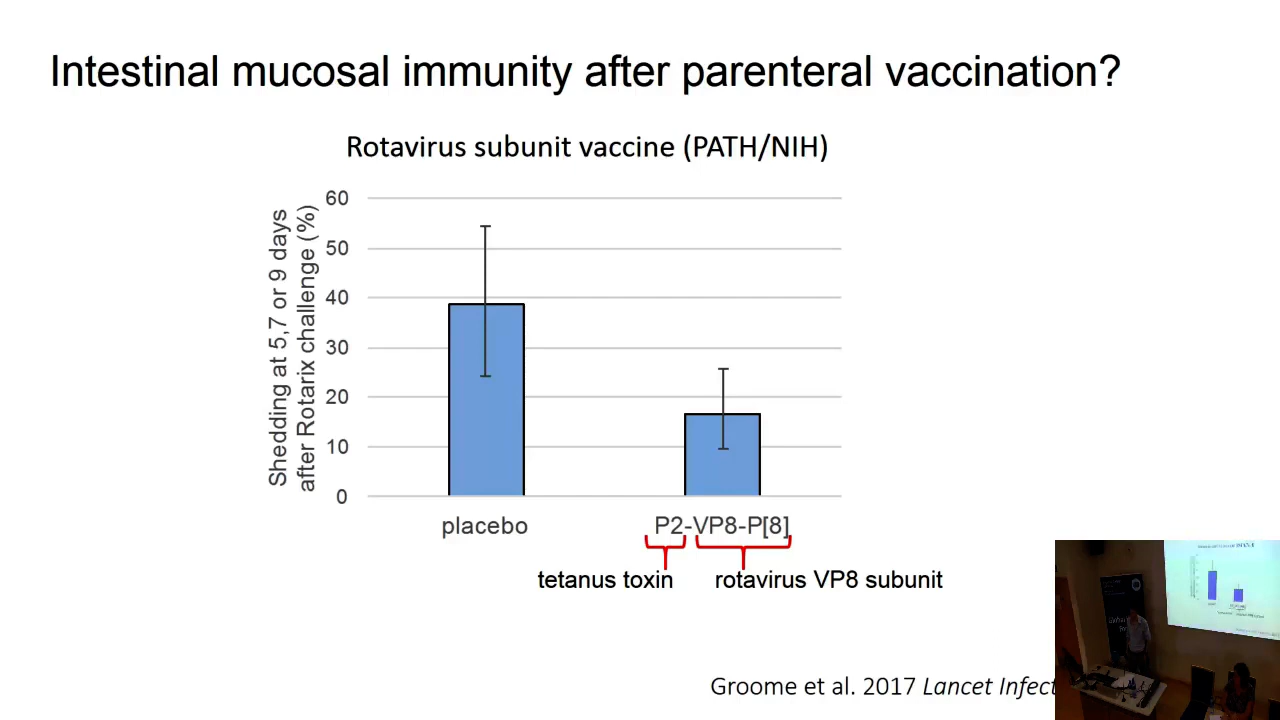 Intestinal mucosal immunity after parenteral vaccination?
Rotavirus subunit vaccine (PATH/NIH)
Shedding at 5,7 or 9 days
after Rotarix challenge (%)
60
50
40
30
20
10
0
placebo
P2-VP8-P[8]
tetanus toxin
rotavirus VP8 subunit
Groome et al. 2017 Lancet Infect